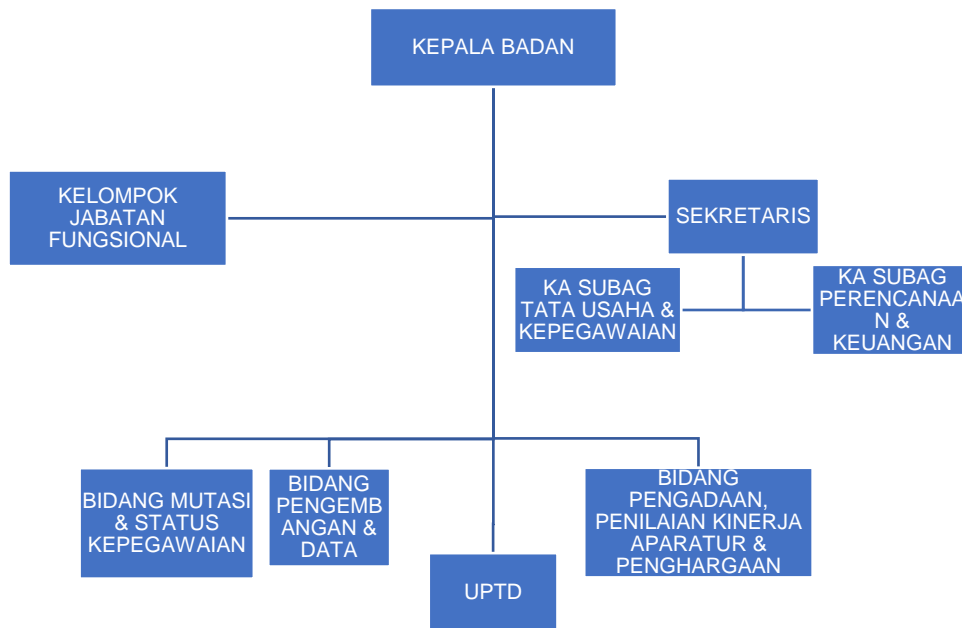 KEPALA BADAN
KELOMPOK
JABATAN
FUNGSIONAL
SEKRETARIS
KA SUBAG
TATA USAHA &
KEPEGAWAIAN
KA SUBAG
PERENCANAA
N &
KEUANGAN
BIDANG MUTASI
& STATUS
KEPEGAWAIAN
BIDANG
PENGEMB
ANGAN &
DATA
UPTD
BIDANG
PENGADAAN,
PENILAIAN KINERJA
APARATUR &
PENGHARGAAN